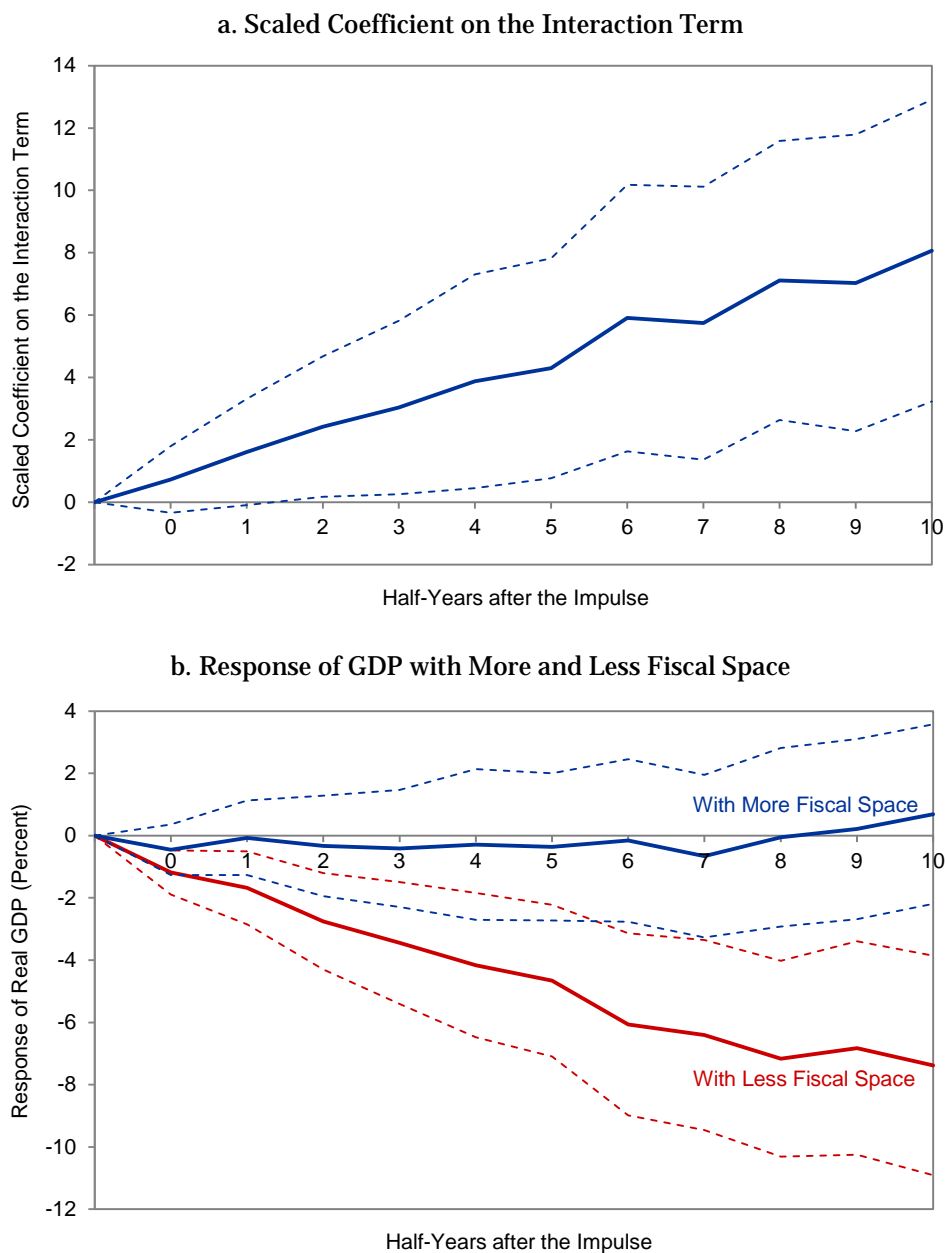 a. Scaled Coefficient on the Interaction Term
14
12
10
8
6
4
2
0
-2
Scaled Coefficient on the Interaction Term
0 1 2 3 4 5 6 7 8 9 10
Half-Years after the Impulse
b. Response of GDP with More and Less Fiscal Space
4
2
0
-2
-4
-6
-8
-10
-12
Response of Real GDP (Percent)
With More Fiscal Space
0 1 2 3 4 5 6 7 8 9 10
With Less Fiscal Space
Half-Years after the Impulse